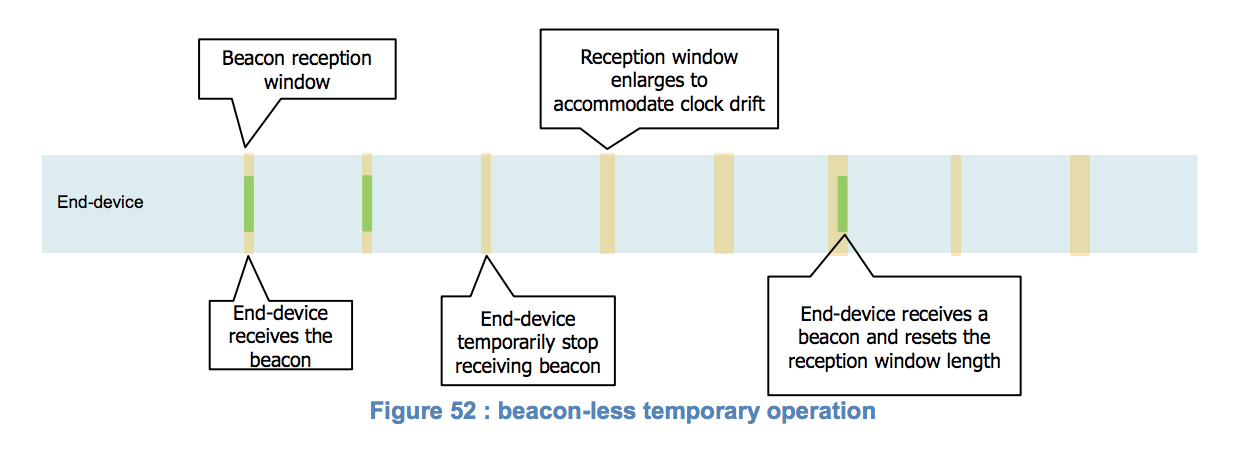 Beacon reception
window
Reception window
enlarges to
accommodate clock drift
End-device
End-device
receives the
beacon
End-device
temporarily stop
receiving beacon
End-device receives a
beacon and resets the
reception window length
Figure 52 : beacon-less temporary operation